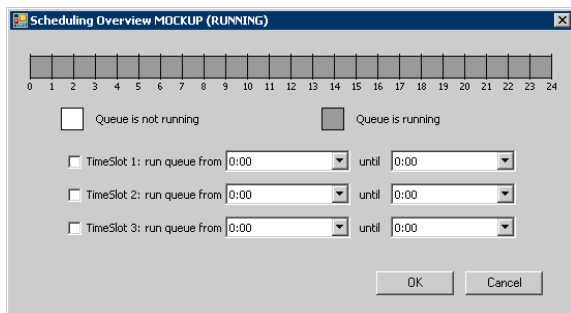 Scheduling Overview MOCKUP (RUNNING)
0 1 2 3 4 5 6 7 8 9 10 11 12 13 14 15 16 17 18 19 20 21 22 23 24
Queue is not running Queue is running
TimeSlot 1: run queue from 0:00 until 0:00
TimeSlot 2: run queue from 0:00 until 0:00
TimeSlot 3: run queue from 0:00 until 0:00
OK Cancel